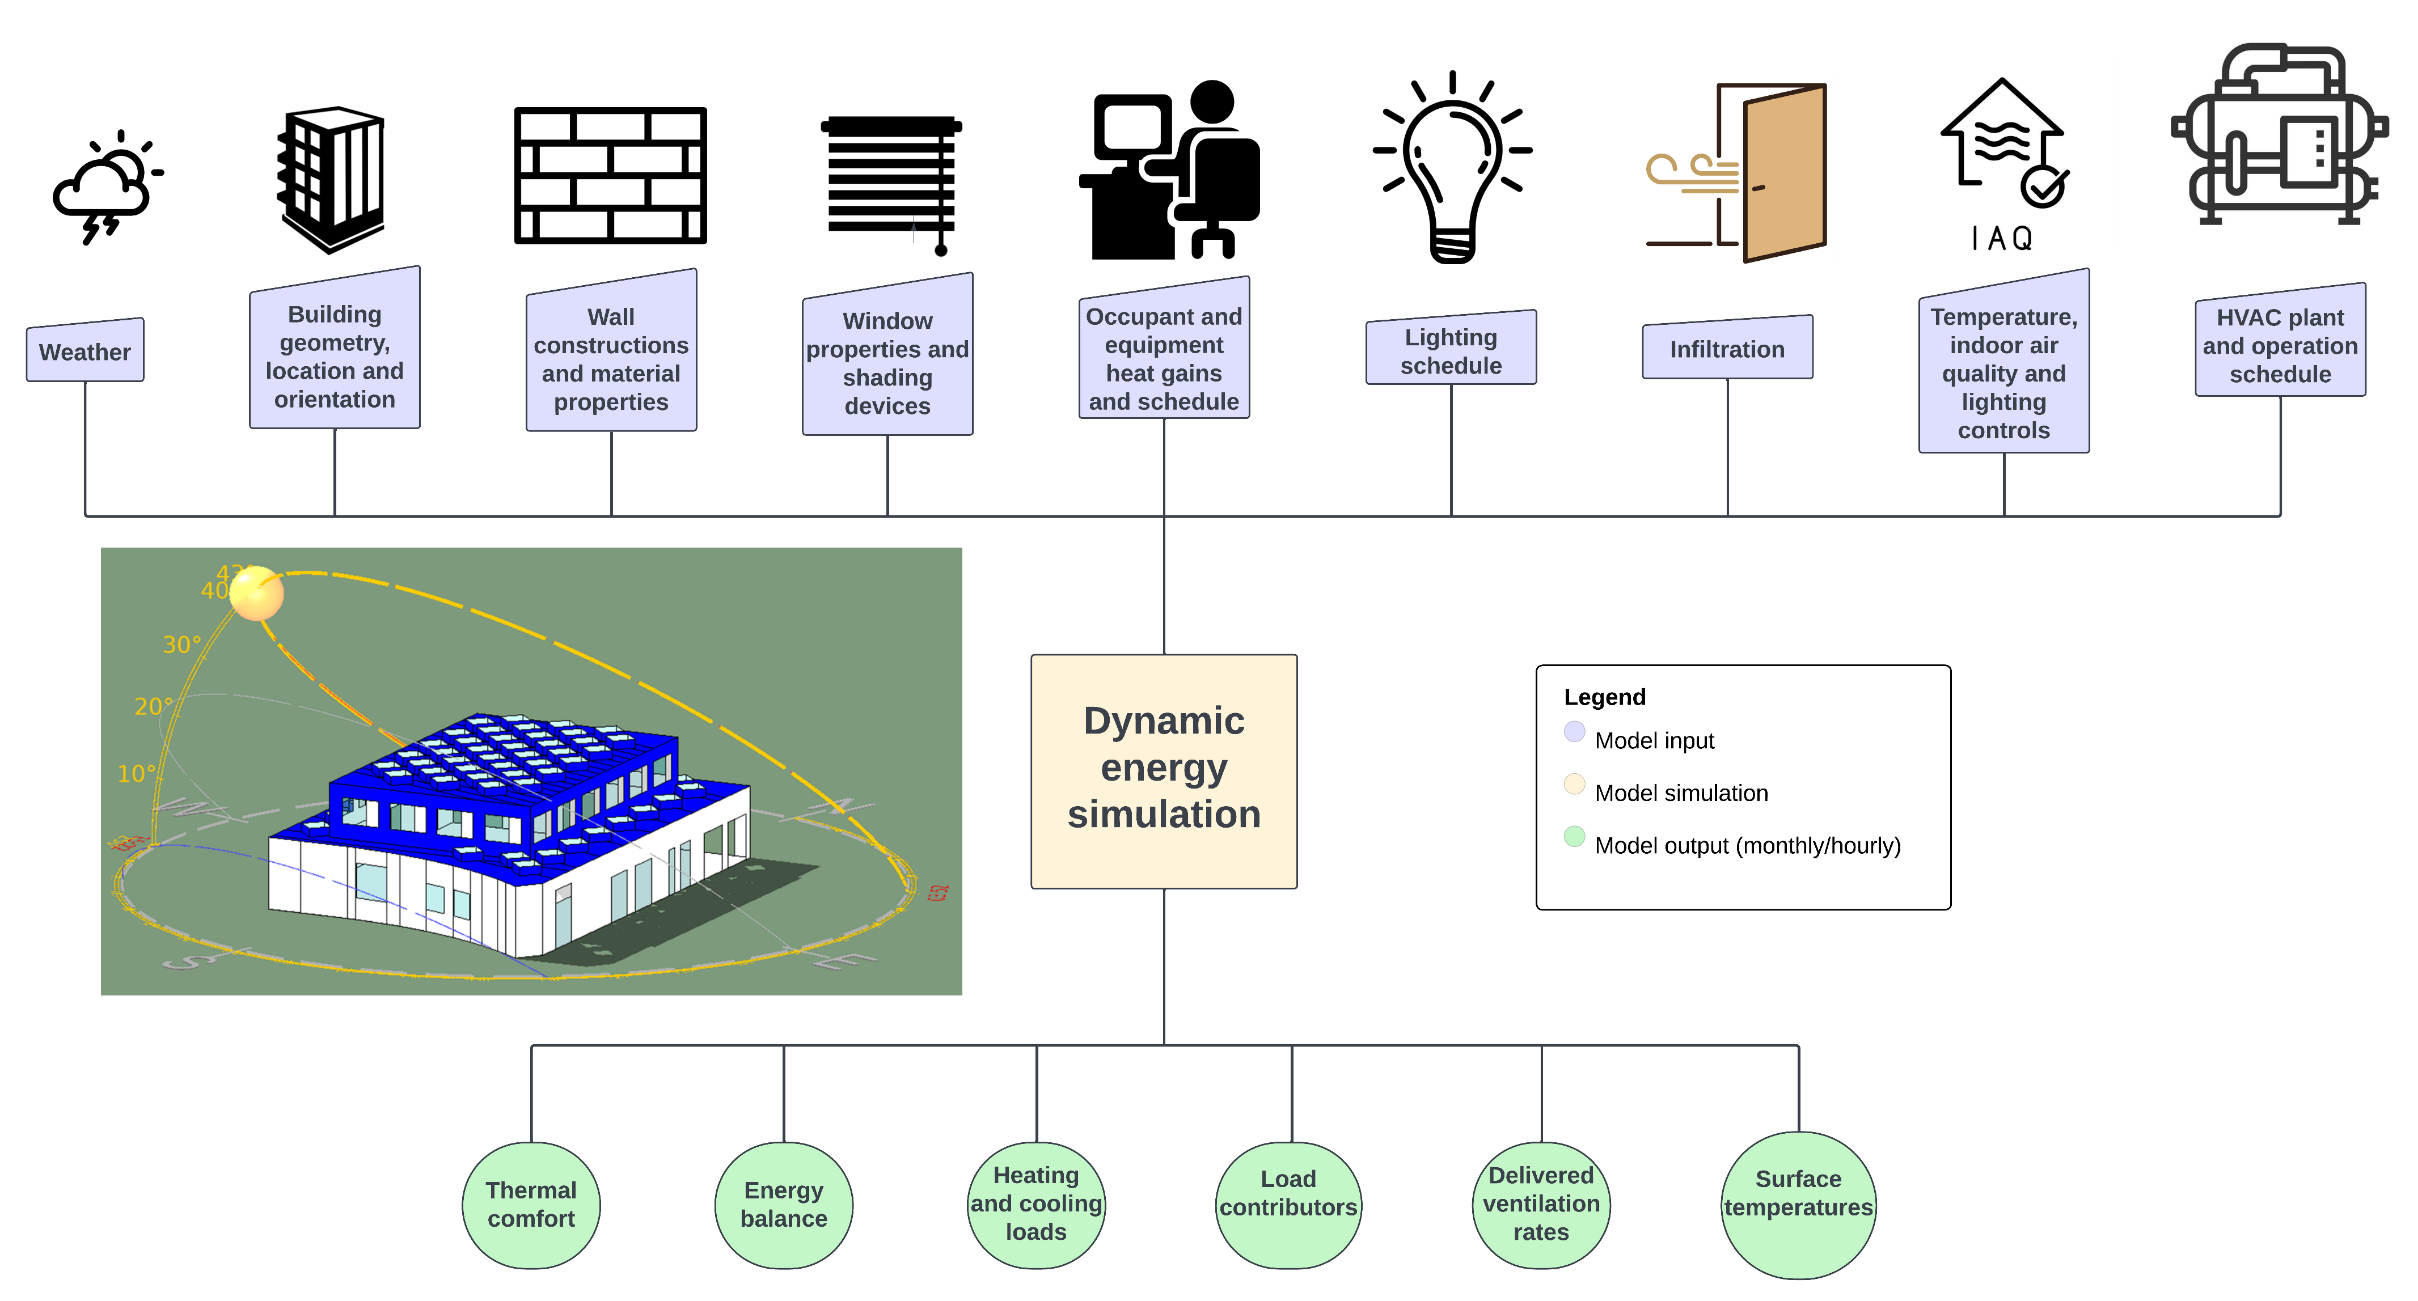 IAQ
Weather
Building
geometry,
location and
orientation
Wall
constructions
and material
properties
Window
properties and
shading
devices
Occupant and
equipment
heat gains
and schedule
Lighting
schedule
Infiltration
Temperature,
indoor air
quality and
lighting
controls
HVAC plant
and operation
schedule
40
30°
20°
10°
N
S
E
Dynamic
energy
simulation
Legend
Model input
Model simulation
Model output (monthly/hourly)
Thermal
comfort
Energy
balance
Heating
and cooling
loads
Load
contributors
Delivered
ventilation
rates
Surface
temperatures